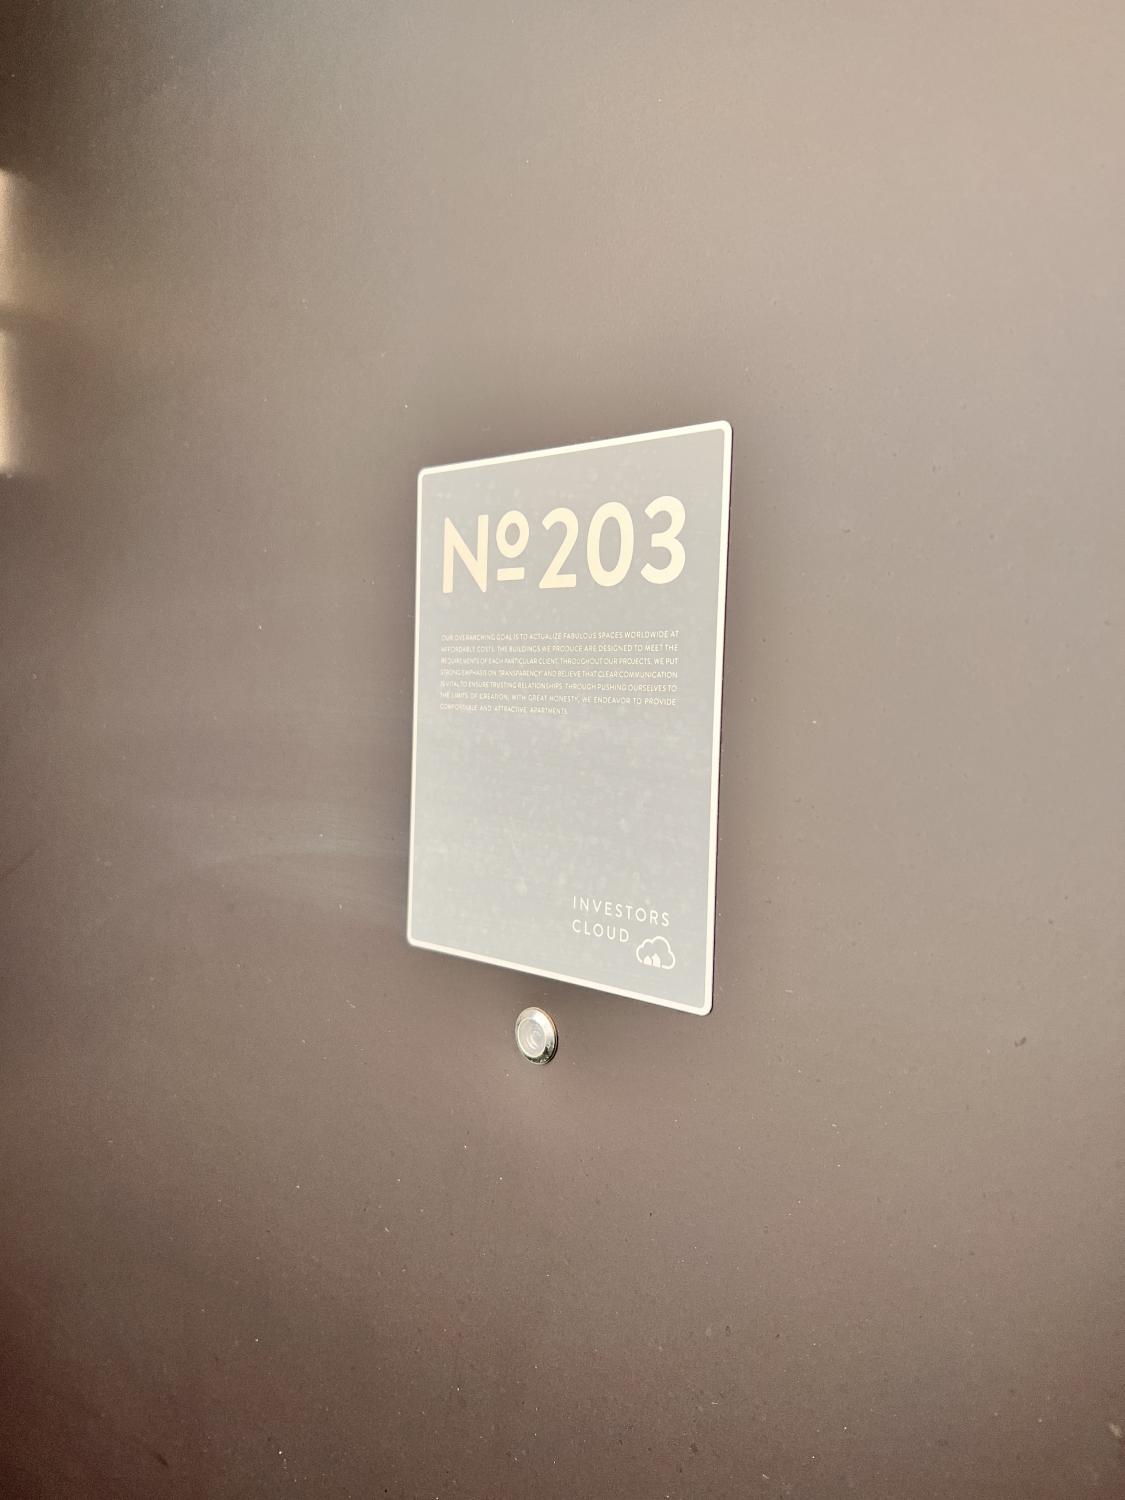 Nº 203
OUR OVERARCHING GOAL IS TO ACTUALIZE FABULOUS SPACES WORLDWIDE AT
AFFORDABLE COSTS. THE BUILDINGS WE PRODUCE ARE DESIGNED TO MEET THE
REQUIREMENTS OF EACH PARTICULAR CLIENT. THROUGHOUT OUR PROJECTS, WE PUT
STRONG EMPHASIS ON 'TRANSPARENCY' AND BELIEVE THAT CLEAR COMMUNICATION
IS VITAL TO ENSURE TRUSTING RELATIONSHIPS. THROUGH PUSHING OURSELVES TO
THE LIMITS OF (CREATION), WITH GREAT HONESTY, WE ENDEAVOR TO PROVIDE
COMFORTABLE AND ATTRACTIVE APARTMENTS.
INVESTORS
CLOUD